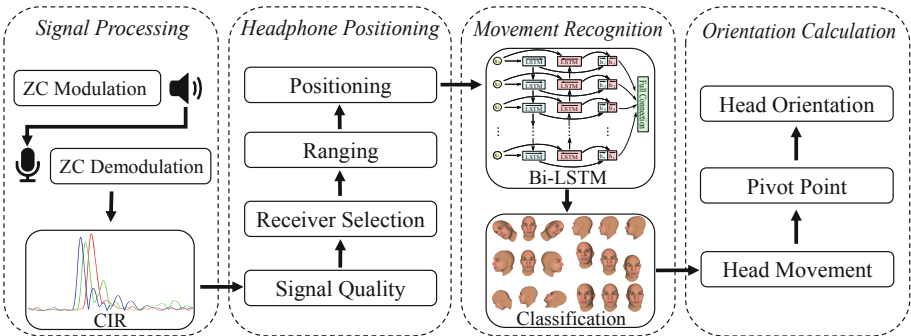 Signal Processing
ZC Modulation
ZC Demodulation
CIR
Headphone Positioning
Positioning
Ranging
Receiver Selection
Signal Quality
Movement Recognition
LSTM LSTM
LSTM LSTM
LSTM LSTM
LSTM LSTM
Full Connection
Bi-LSTM
Classification
Orientation Calculation
Head Orientation
Pivot Point
Head Movement